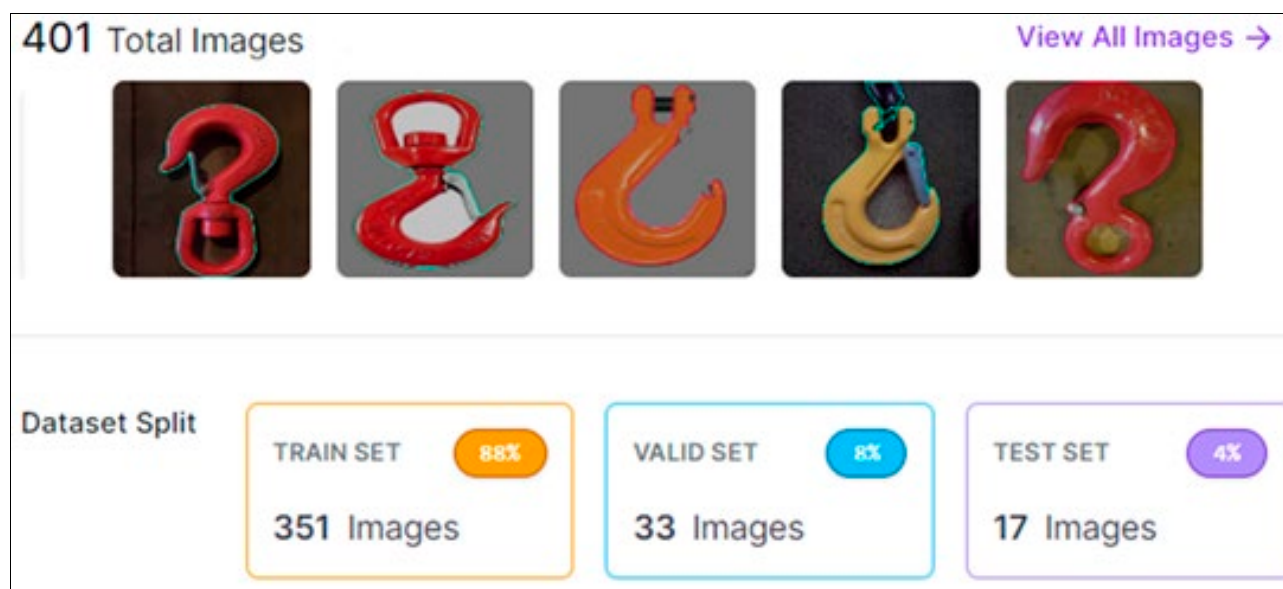 401 Total Images
View All Images →
Dataset Split
TRAIN SET 88%
351 Images
VALID SET 8%
33 Images
TEST SET 4%
17 Images